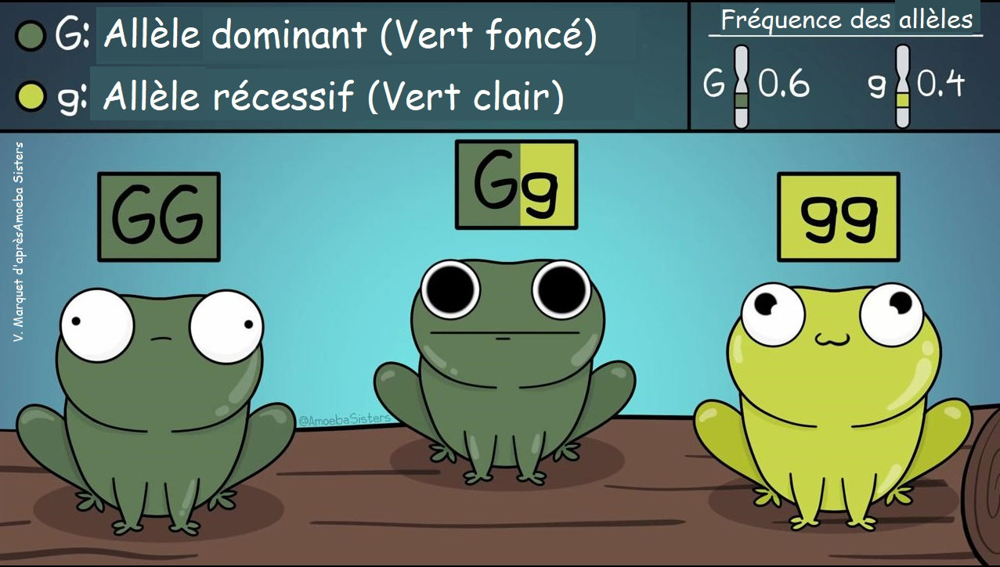 G: Allèle dominant (Vert foncé)
g: Allèle récessif (Vert clair)
Fréquence des allèles
G 0.6 g 0.4
V. Marquet d'aprèsAmoeba Sisters
GG
Gg
gg
@AmoebaSisters